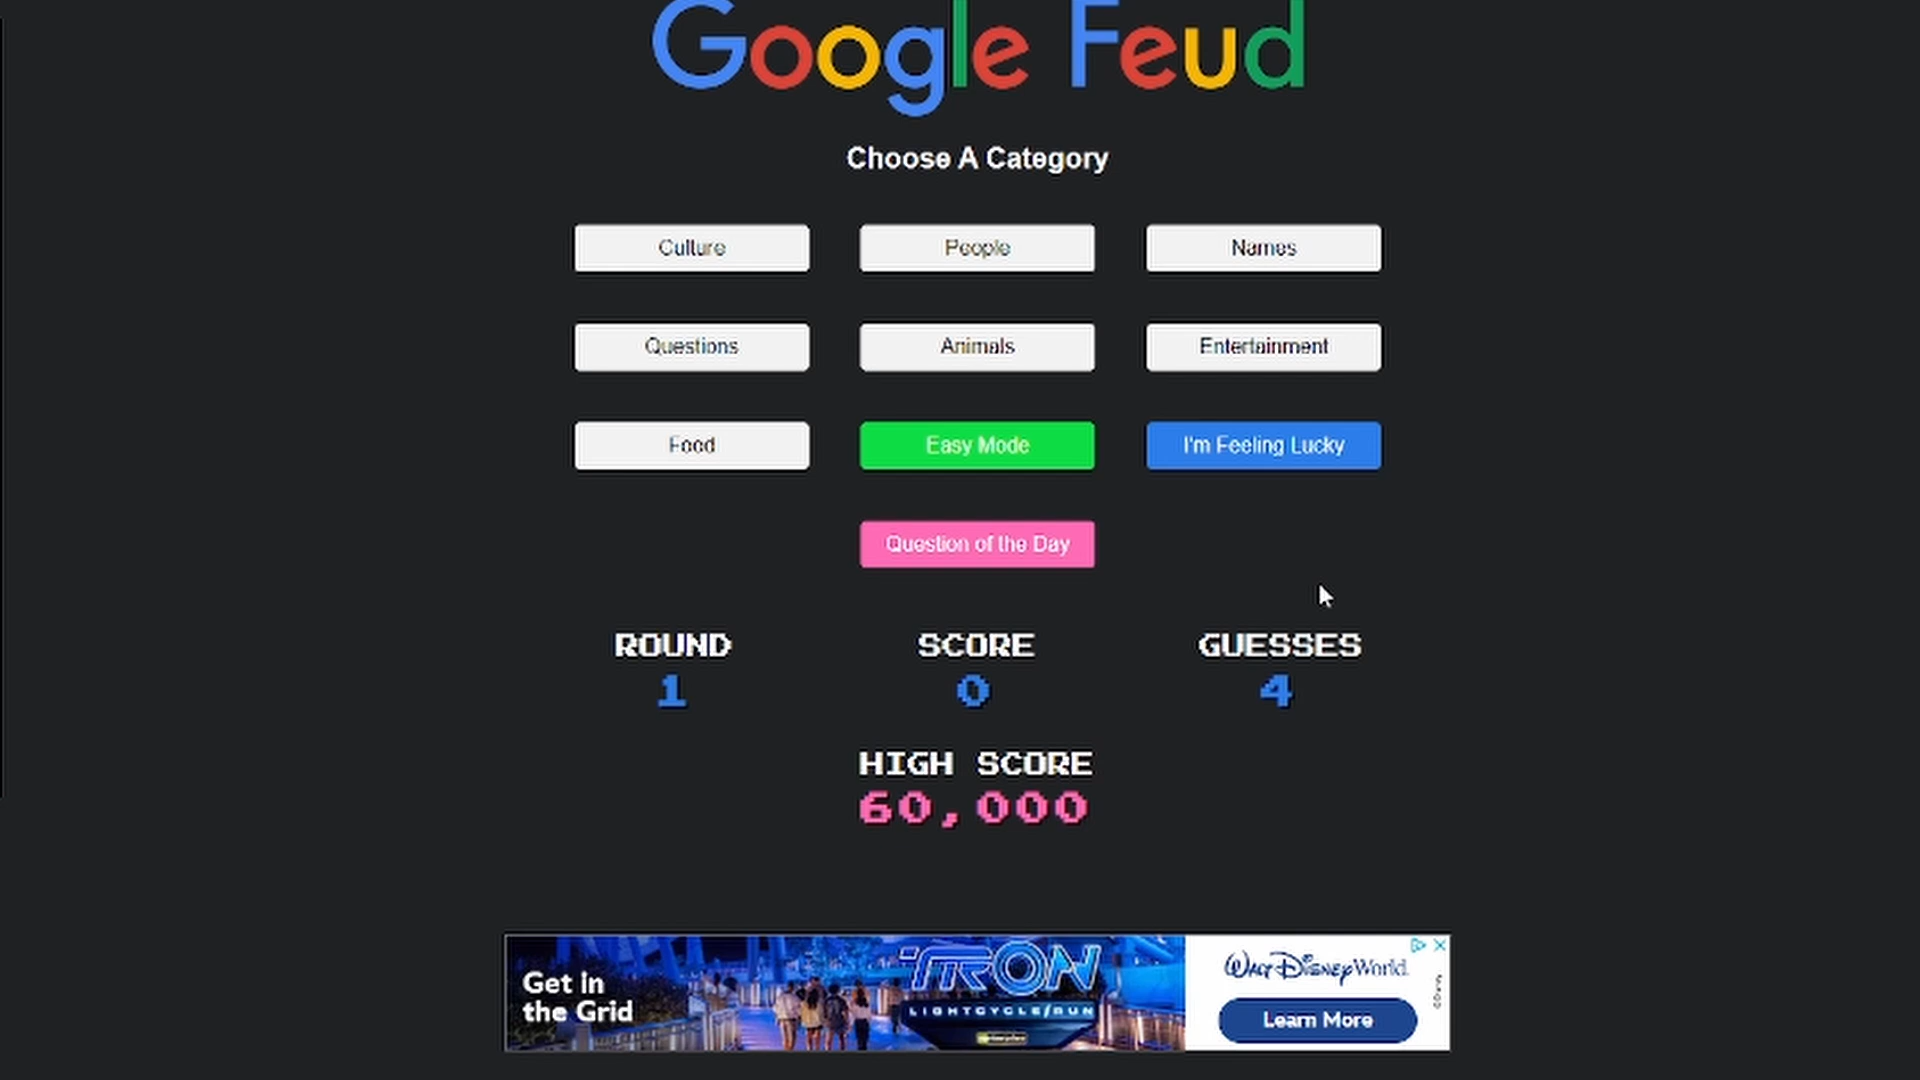 Google Feud
Choose A Category
Culture
People
Names
Questions
Animals
Entertainment
Food
Easy Mode
I'm Feeling Lucky
Question of the Day
ROUND
SCORE
GUESSES
1
0
4
HIGH SCORE
60,000
Get in
the Grid
TRON
LIGHTCYCLE/RUN
Walt Disney World
Learn More
©Disney